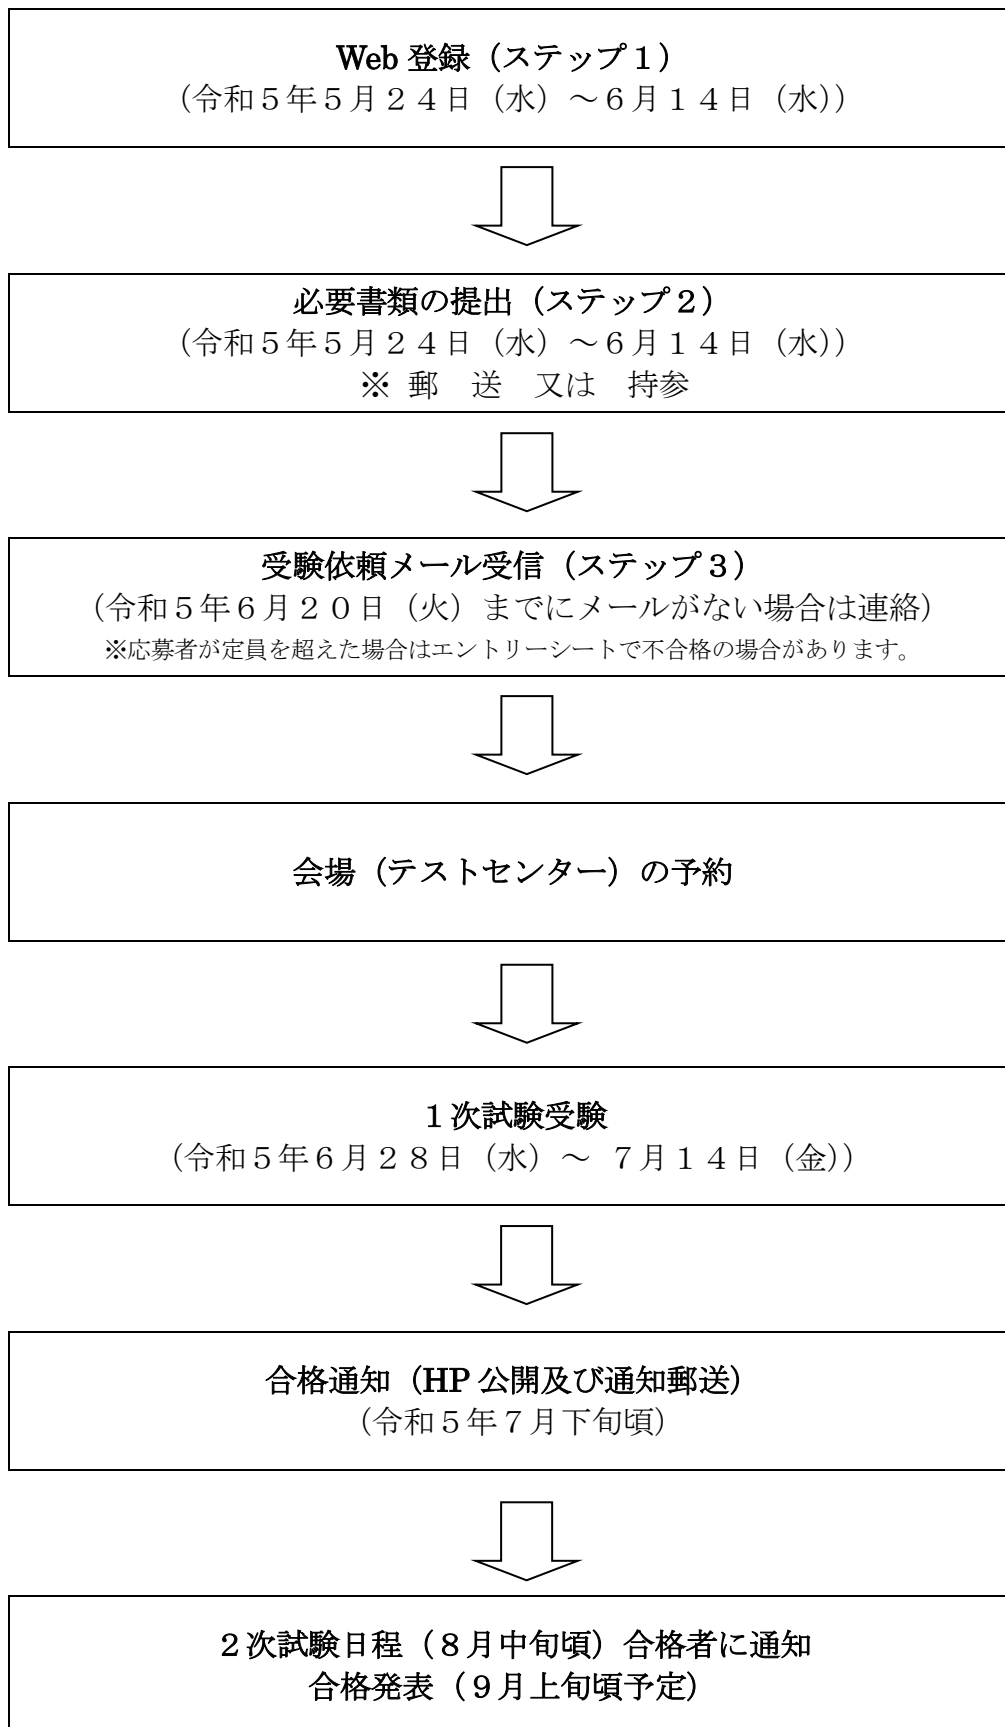 Web 登録（ステップ１）
（令和５年５月２４日（水）～６月１４日（水））
必要書類の提出（ステップ２）
（令和５年５月２４日（水）～６月１４日（水））
※ 郵　送　又は　持参
受験依頼メール受信（ステップ３）
（令和５年６月２０日（火）までにメールがない場合は連絡）
※応募者が定員を超えた場合はエントリーシートで不合格の場合があります。
会場（テストセンター）の予約
１次試験受験
（令和５年６月２８日（水）～ ７月１４日（金））
合格通知（HP 公開及び通知郵送）
（令和５年７月下旬頃）
２次試験日程（８月中旬頃）合格者に通知
合格発表（９月上旬頃予定）